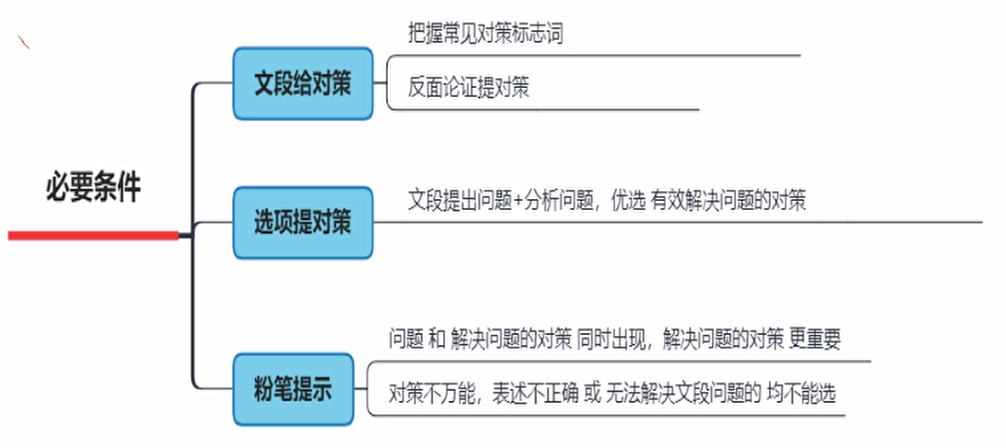 必要条件
文段给对策
把握常见对策标志词
反面论证提对策
选项提对策
文段提出问题+分析问题，优选 有效解决问题的对策
粉笔提示
问题 和 解决问题的对策 同时出现，解决问题的对策 更重要
对策不万能，表述不正确 或 无法解决文段问题的 均不能选